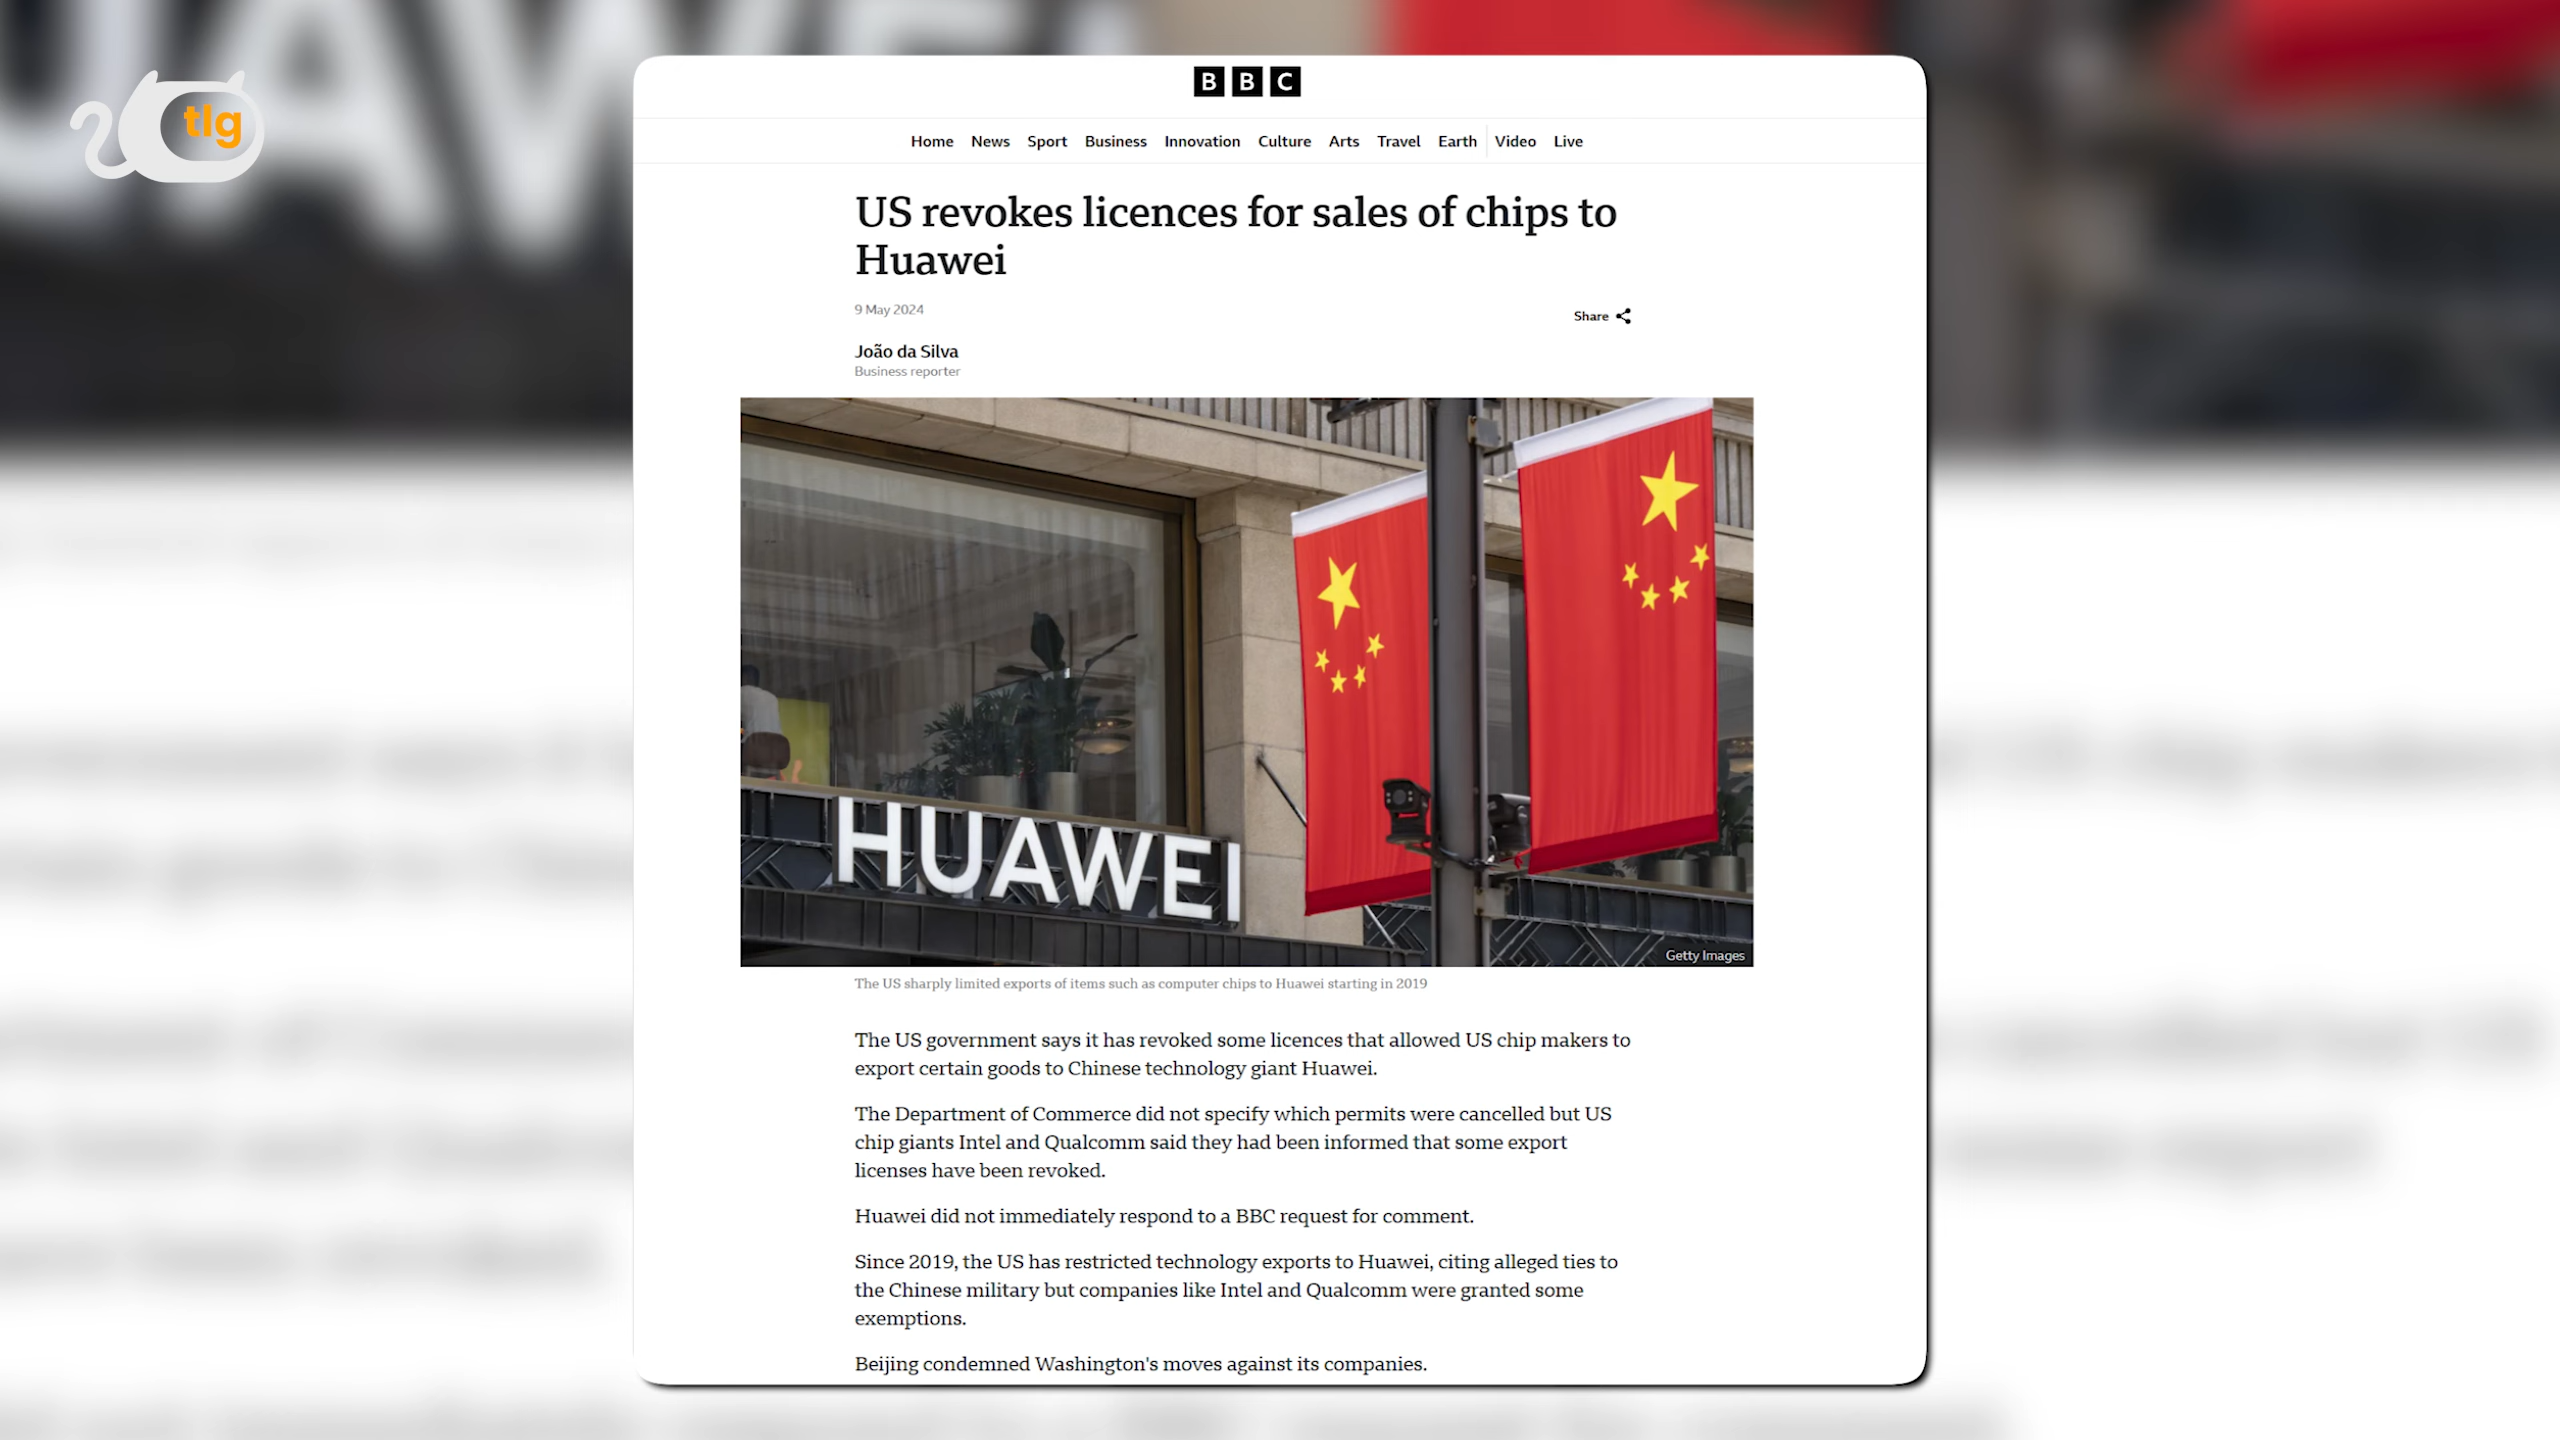 tlg
BBC
Home News Sport Business Innovation Culture Arts Travel Earth Video Live
US revokes licences for sales of chips to
Huawei
9 May 2024
Share
João da Silva
Business reporter
HUAWEI
Getty Images
The US sharply limited exports of items such as computer chips to Huawei starting in 2019
The US government says it has revoked some licences that allowed US chip makers to
export certain goods to Chinese technology giant Huawei.
The Department of Commerce did not specify which permits were cancelled but US
chip giants Intel and Qualcomm said they had been informed that some export
licenses have been revoked.
Huawei did not immediately respond to a BBC request for comment.
Since 2019, the US has restricted technology exports to Huawei, citing alleged ties to
the Chinese military but companies like Intel and Qualcomm were granted some
exemptions.
Beijing condemned Washington's moves against its companies.